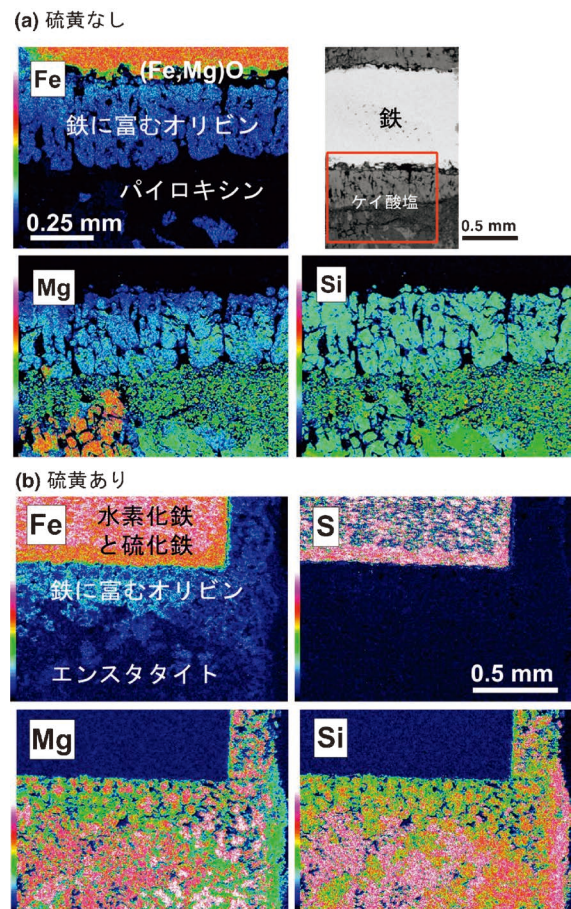 (a) 硫黄なし
Fe
(Fe,Mg)O
鉄に富むオリビン
パイロキシン
0.25 mm
鉄
ケイ酸塩
0.5 mm
Mg
Si
(b) 硫黄あり
Fe
水素化鉄
と硫化鉄
鉄に富むオリビン
エンスタタイト
S
0.5 mm
Mg
Si